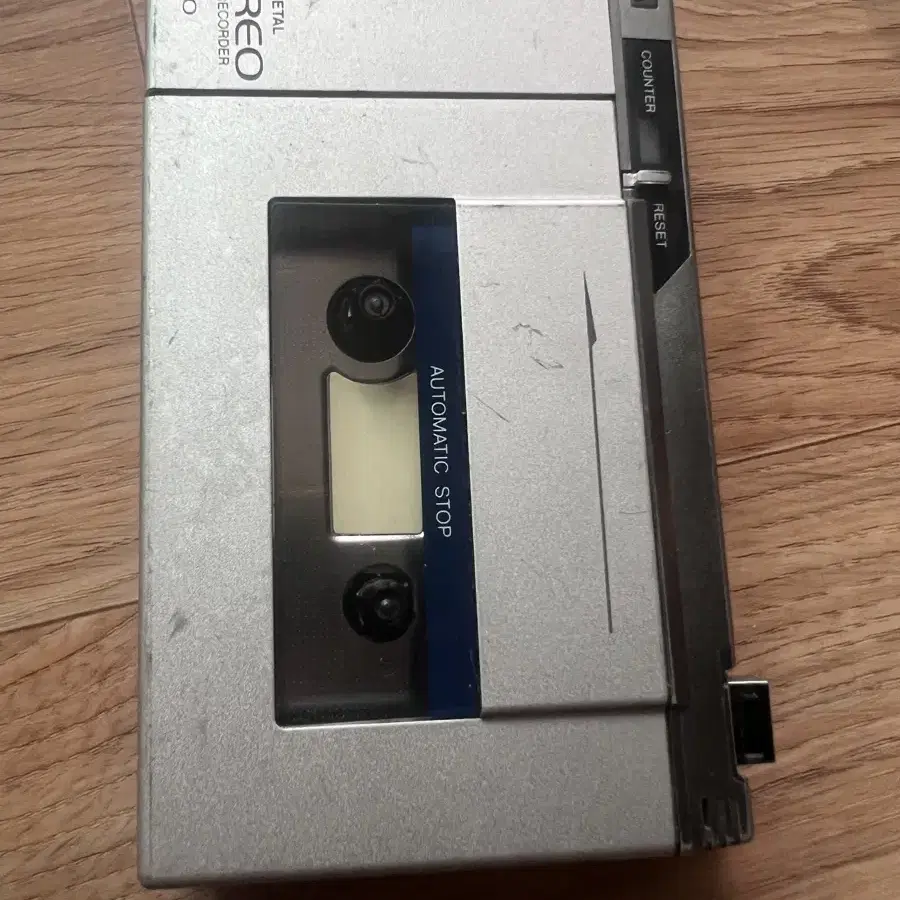 ETAL
REO
ECORDER
COUNTER
RESET
AUTOMATIC STOP